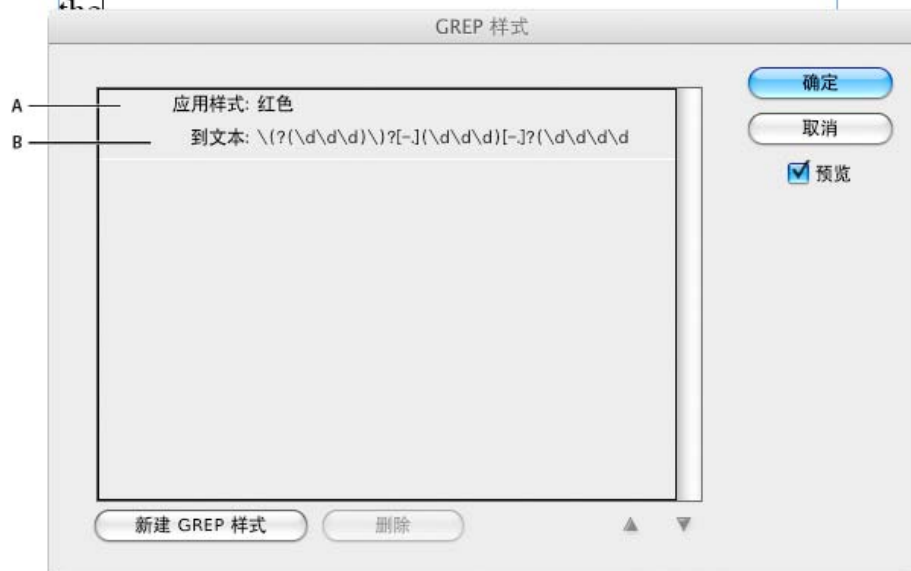 the
GREP 样式
A
应用样式: 红色
B
到文本: \(?(\d\d\d)\)?[-.](\d\d\d)[-.]?(\d\d\d\d
确定
取消
预览
新建 GREP 样式
删除